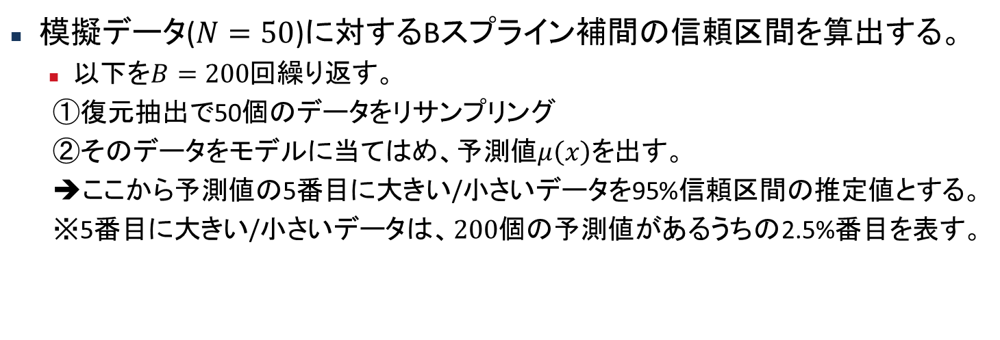 ▪ 模擬データ(N = 50)に対するBスプライン補間の信頼区間を算出する。
▪ 以下をB = 200回繰り返す。
①復元抽出で50個のデータをリサンプリング
②そのデータをモデルに当てはめ、予測値μ(x)を出す。
➔ここから予測値の5番目に大きい/小さいデータを95%信頼区間の推定値とする。
※5番目に大きい/小さいデータは、200個の予測値があるうちの2.5%番目を表す。